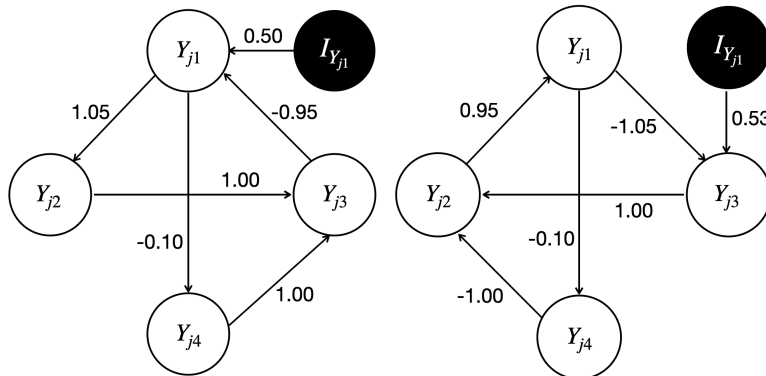 Y_{j1} 0.50 I_{Y_{j1}}
1.05 -0.95
Y_{j2} 1.00 Y_{j3}
-0.10
1.00
Y_{j4}
Y_{j1} I_{Y_{j1}}
0.95 -1.05 0.53
Y_{j2} 1.00 Y_{j3}
-0.10
-1.00
Y_{j4}